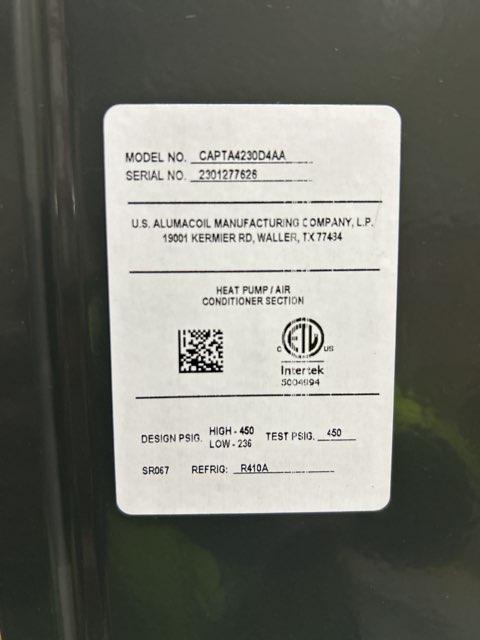 MODEL NO. CAPTA4230D4AA
SERIAL NO. 2301277626
U.S. ALUMACOIL MANUFACTURING COMPANY, L.P.
19001 KERMIER RD, WALLER, TX 77484
HEAT PUMP / AIR
CONDITIONER SECTION
C ETL US
Intertek
5004994
DESIGN PSIG. HIGH - 450 TEST PSIG. 450
LOW - 236
SR067 REFRIG: R410A